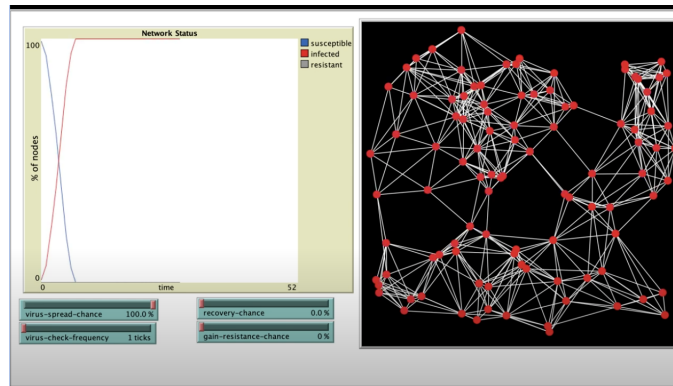 Network Status
100
susceptible
infected
resistant
% of nodes
0
0
time
52
virus-spread-chance 100.0 %
recovery-chance 0.0 %
virus-check-frequency 1 ticks
gain-resistance-chance 0 %